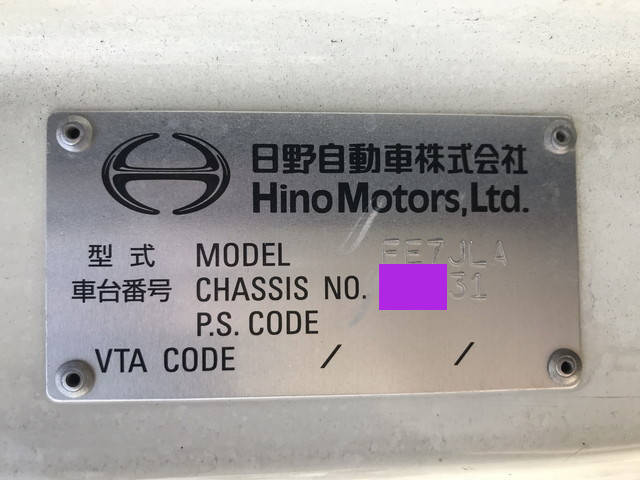 日野自動車株式会社
Hino Motors, Ltd.
型式 MODEL FE7JLA
車台番号 CHASSIS NO. 31
P.S. CODE
VTA CODE / /